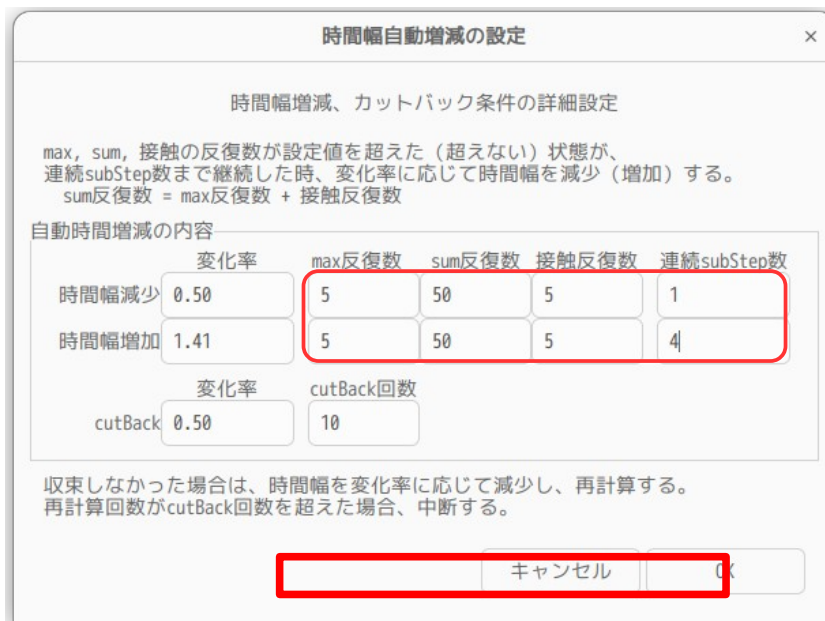 時間幅自動増減の設定 ×
時間幅増減、カットバック条件の詳細設定
max, sum, 接触の反復数が設定値を超えた（超えない）状態が、
連続subStep数まで継続した時、変化率に応じて時間幅を減少（増加）する。
sum反復数 = max反復数 + 接触反復数
自動時間増減の内容
変化率 max反復数 sum反復数 接触反復数 連続subStep数
時間幅減少 0.50 5 50 5 1
時間幅増加 1.41 5 50 5 4
変化率 cutBack回数
cutBack 0.50 10
収束しなかった場合は、時間幅を変化率に応じて減少し、再計算する。
再計算回数がcutBack回数を超えた場合、中断する。
キャンセル OK